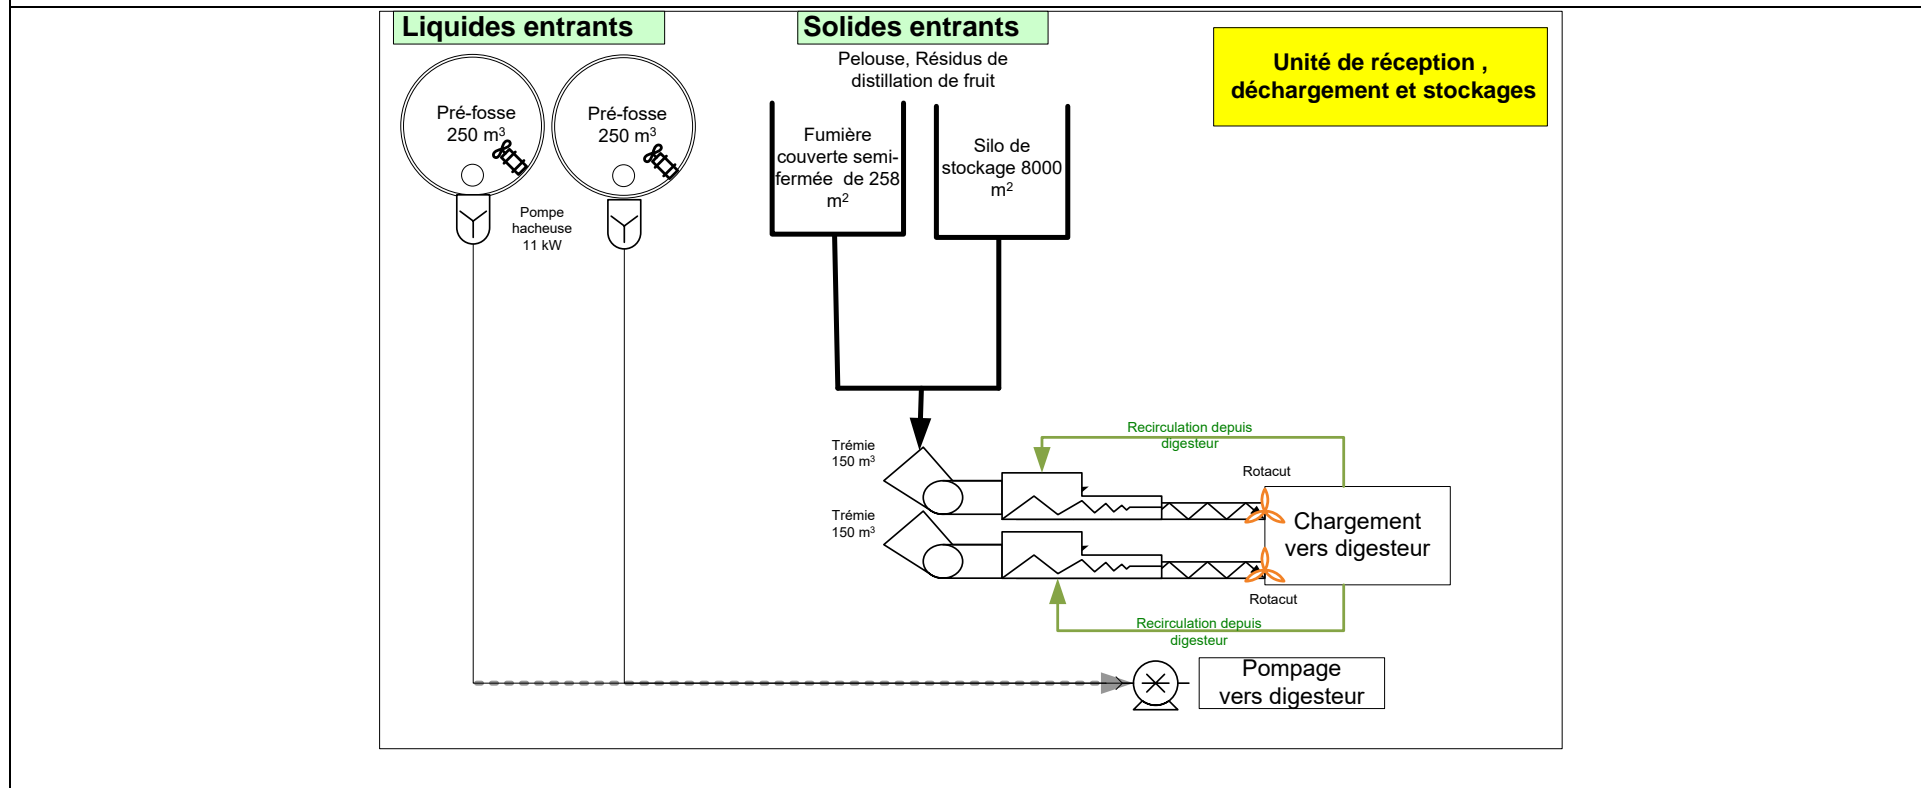 Liquides entrants
Solides entrants
Pelouse, Résidus de
distillation de fruit
Unité de réception ,
déchargement et stockages
Pré-fosse
250 m³
Pré-fosse
250 m³
Fumière
couverte semi-
fermée de 258
m²
Silo de
stockage 8000
m²
Pompe
hacheuse
11 kW
Recirculation depuis
digesteur
Trémie
150 m³
Rotacut
Trémie
150 m³
Chargement
vers digesteur
Rotacut
Recirculation depuis
digesteur
Pompage
vers digesteur